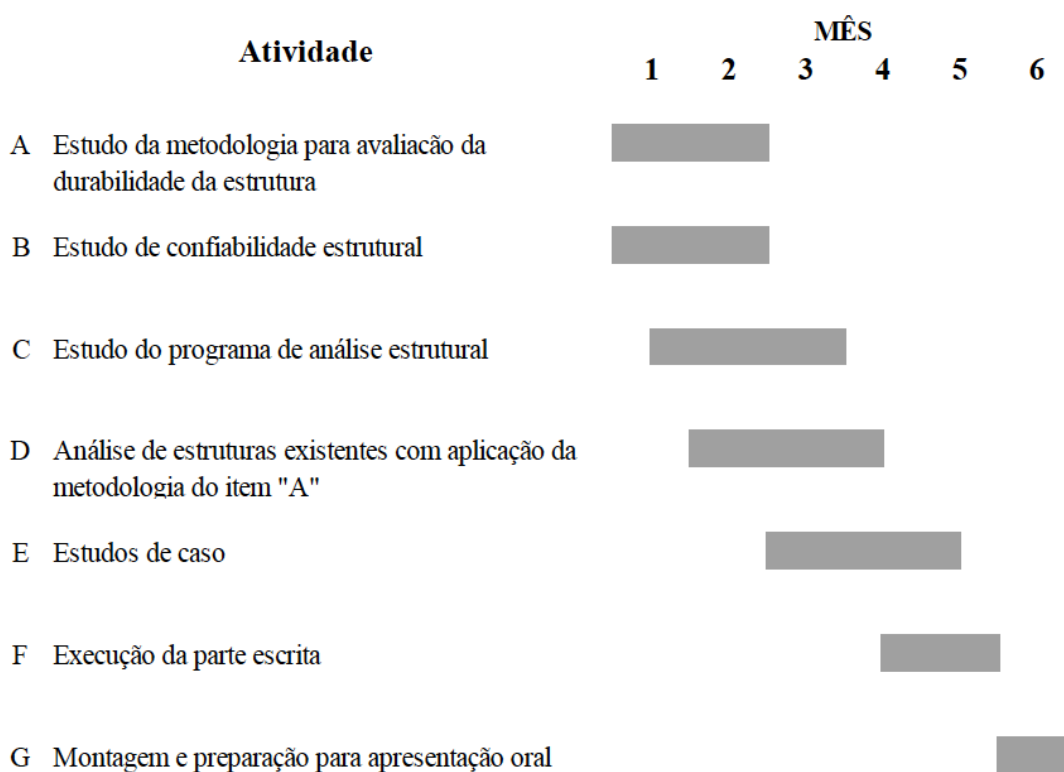 MÊS
Atividade
1 2 3 4 5 6
A Estudo da metodologia para avaliacão da
durabilidade da estrutura
B Estudo de confiabilidade estrutural
C Estudo do programa de análise estrutural
D Análise de estruturas existentes com aplicação da
metodologia do item "A"
E Estudos de caso
F Execução da parte escrita
G Montagem e preparação para apresentação oral